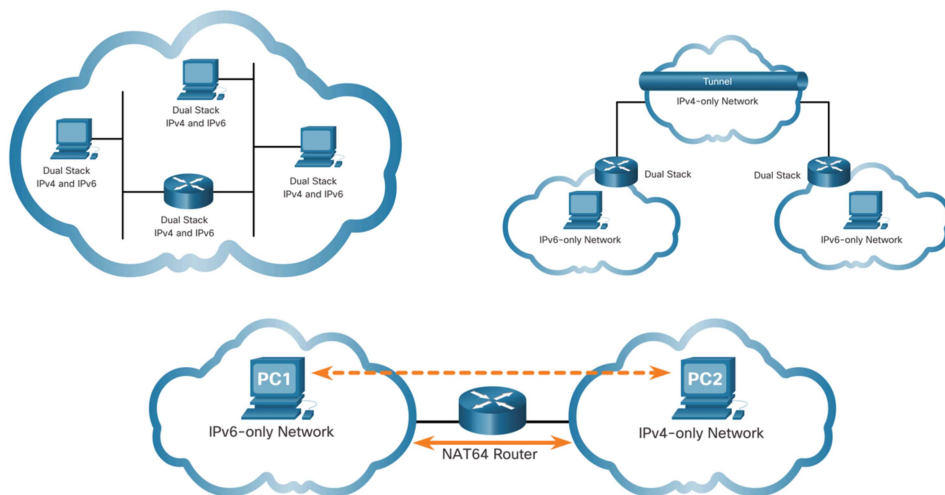 Dual Stack
IPv4 and IPv6
Dual Stack
IPv4 and IPv6
Dual Stack
IPv4 and IPv6
Dual Stack
IPv4 and IPv6
Tunnel
IPv4-only Network
Dual Stack
Dual Stack
IPv6-only Network
IPv6-only Network
PC1
PC2
IPv6-only Network
IPv4-only Network
NAT64 Router